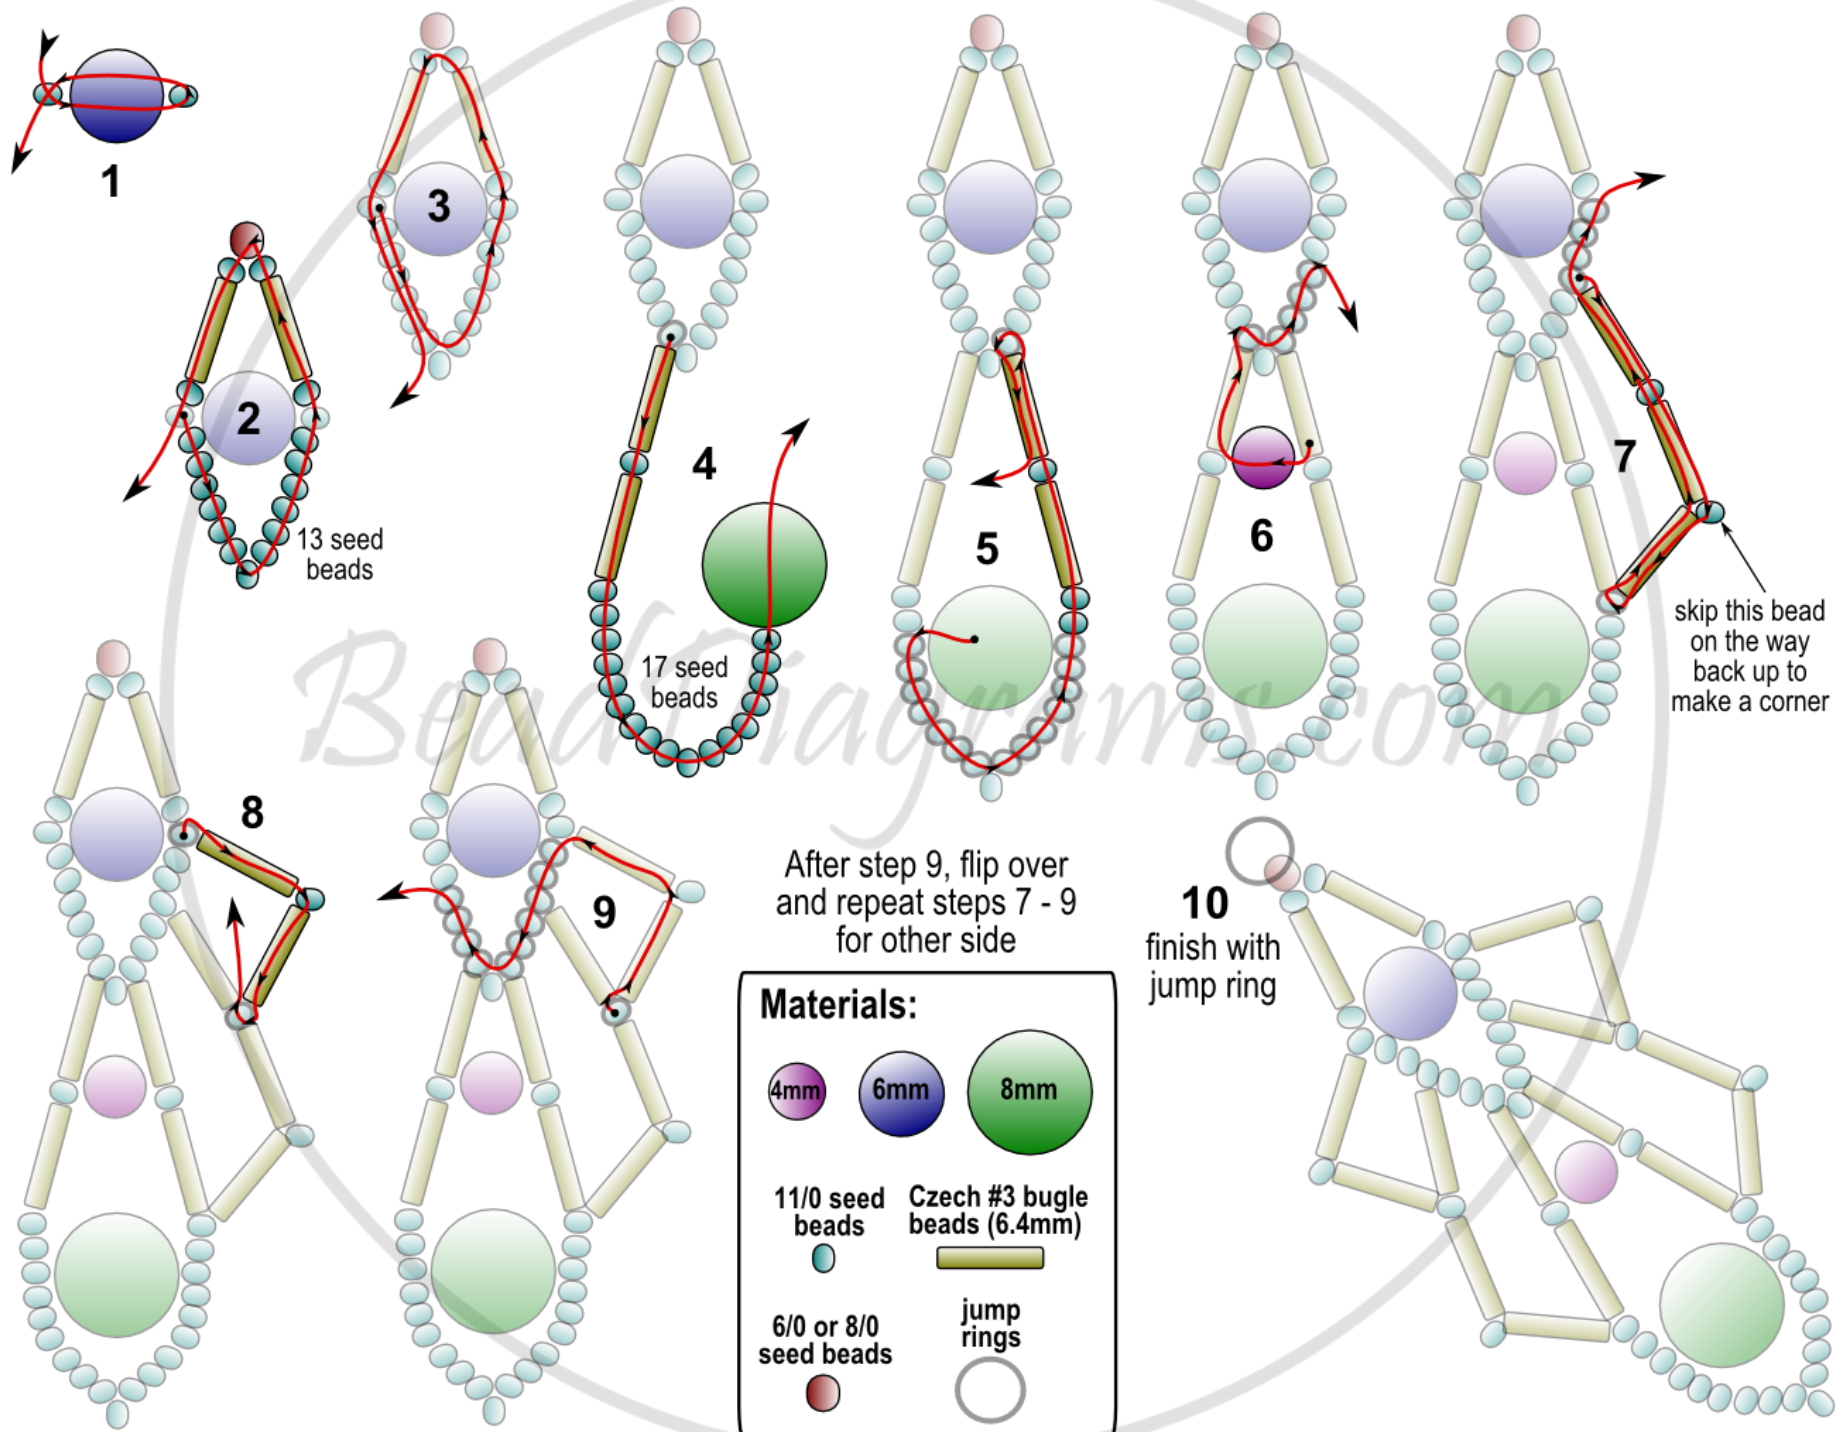 1
2
13 seed
beads
3
4
17 seed
beads
5
6
7
skip this bead
on the way
back up to
make a corner
BeadDiagrams.com
8
9
After step 9, flip over
and repeat steps 7 - 9
for other side
10
finish with
jump ring
Materials:
4mm
6mm
8mm
11/0 seed
beads
Czech #3 bugle
beads (6.4mm)
6/0 or 8/0
seed beads
jump
rings